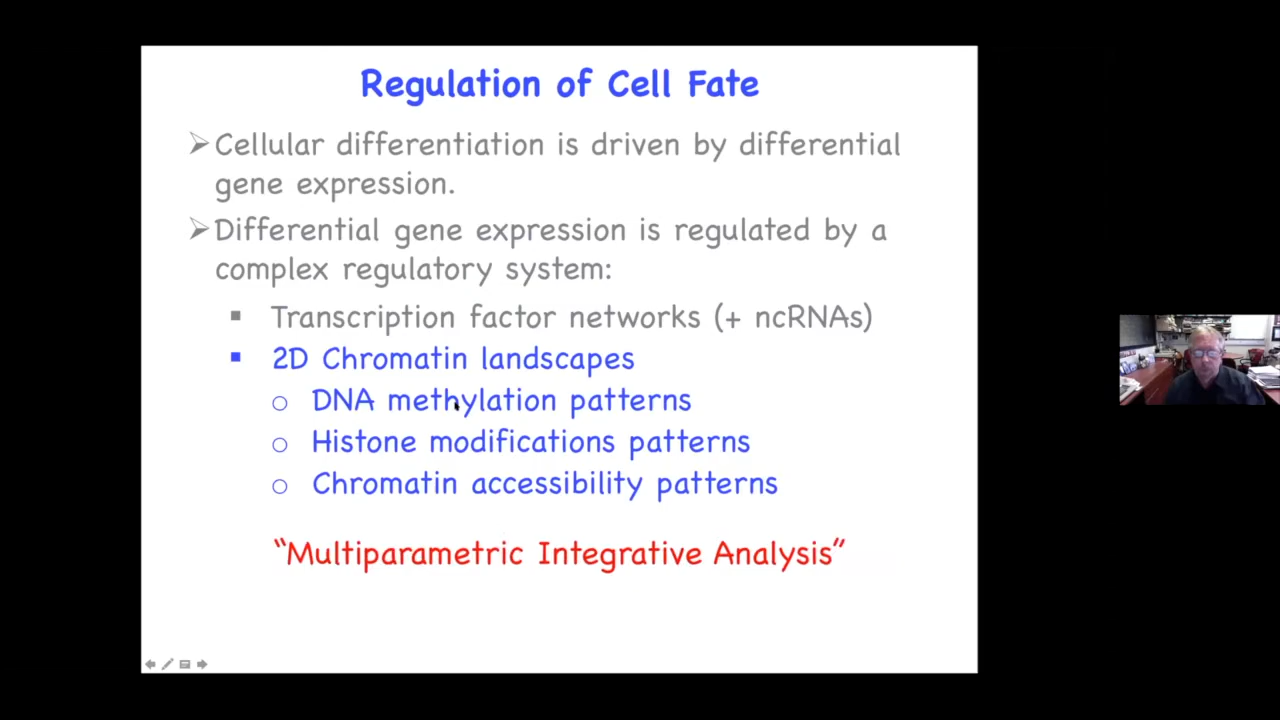 Regulation of Cell Fate
➢Cellular differentiation is driven by differential
gene expression.
➢Differential gene expression is regulated by a
complex regulatory system:
▪ Transcription factor networks (+ ncRNAs)
▪ 2D Chromatin landscapes
○ DNA methylation patterns
○ Histone modifications patterns
○ Chromatin accessibility patterns
“Multiparametric Integrative Analysis”